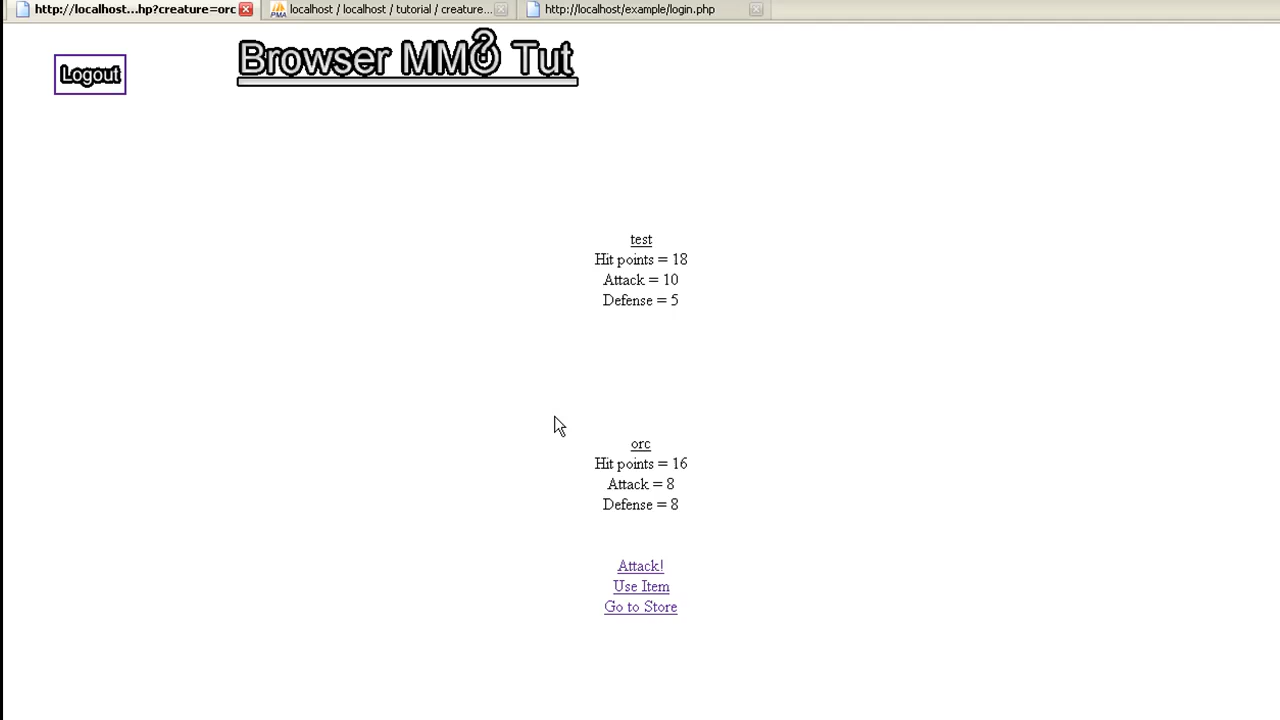 http://localhost...hp?creature=orc
localhost / localhost / tutorial / creature...
http://localhost/example/login.php
Logout
Browser MMO Tut
test
Hit points = 18
Attack = 10
Defense = 5
orc
Hit points = 16
Attack = 8
Defense = 8
Attack!
Use Item
Go to Store